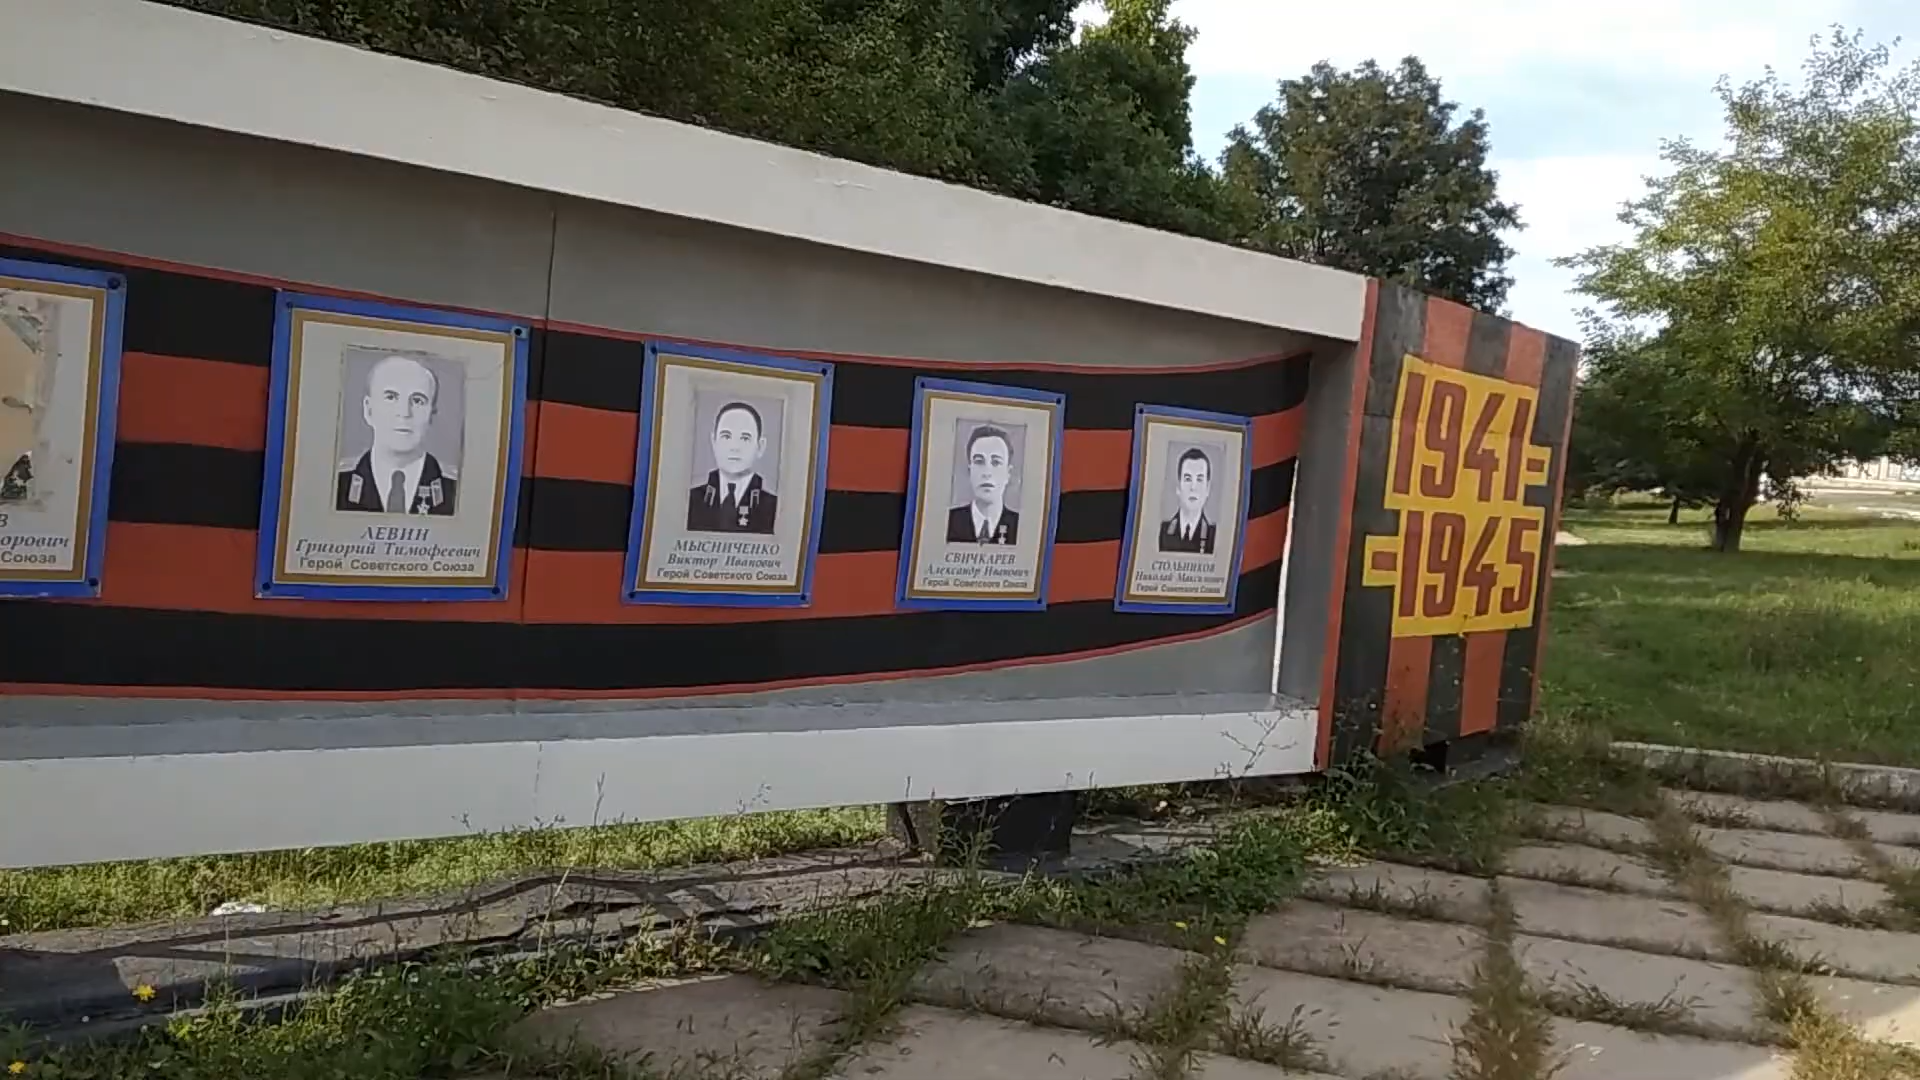 В
орович
Союза
ЛЕВИН
Григорий Тимофеевич
Герой Советского Союза
МЫСНИЧЕНКО
Виктор Иванович
Герой Советского Союза
СВИЧКАРЕВ
Александр Иванович
Герой Советского Союза
СТОЛЬНИКОВ
Николай Максимович
Герой Советского Союза
1941-
-1945